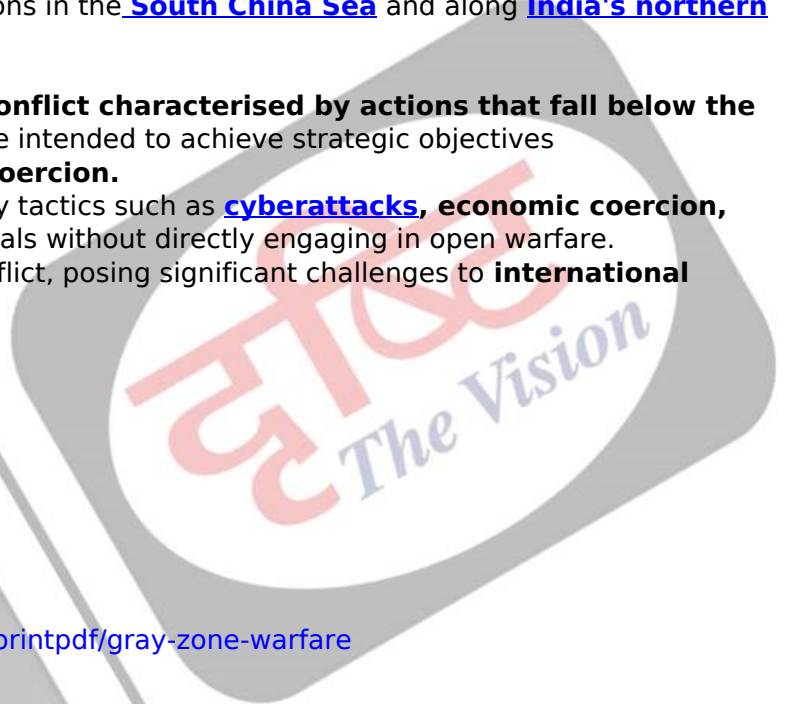 ons in the South China Sea and along India's northern
onflict characterised by actions that fall below the
e intended to achieve strategic objectives
oercion.
y tactics such as cyberattacks, economic coercion,
als without directly engaging in open warfare.
flict, posing significant challenges to international
दृष्टि
The Vision
printpdf/gray-zone-warfare